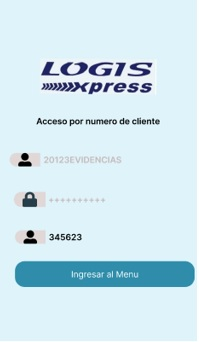 LOGIS
xpress
Acceso por numero de cliente
20123EVIDENCIAS
++++++++++
345623
Ingresar al Menu